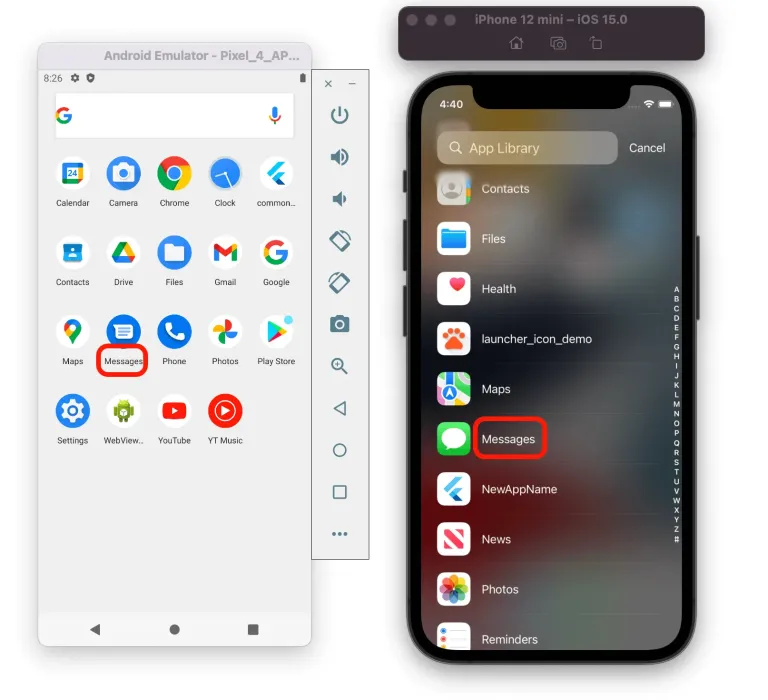 Android Emulator - Pixel_4_AP...
8:26
G
24
Calendar
Camera
Chrome
Clock
common...
Contacts
Drive
Files
Gmail
Google
Maps
Messages
Phone
Photos
Play Store
Settings
WebView...
YouTube
YT Music
iPhone 12 mini – iOS 15.0
4:40
App Library
Cancel
Contacts
Files
Health
launcher_icon_demo
Maps
Messages
NewAppName
News
Photos
Reminders
A
B
C
D
E
F
G
H
I
J
K
L
M
N
O
P
Q
R
S
T
U
V
W
X
Y
Z
#